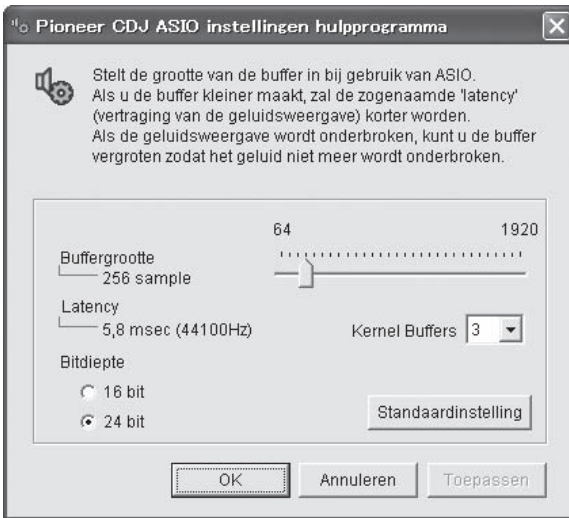 Pioneer CDJ ASIO instellingen hulpprogramma
Stelt de grootte van de buffer in bij gebruik van ASIO.
Als u de buffer kleiner maakt, zal de zogenaamde 'latency'
(vertraging van de geluidsweergave) korter worden.
Als de geluidsweergave wordt onderbroken, kunt u de buffer
vergroten zodat het geluid niet meer wordt onderbroken.
64 1920
Buffergrootte
256 sample
Latency
5,8 msec (44100Hz)
Kernel Buffers 3
Bitdiepte
16 bit
24 bit
Standaardinstelling
OK Annuleren Toepassen